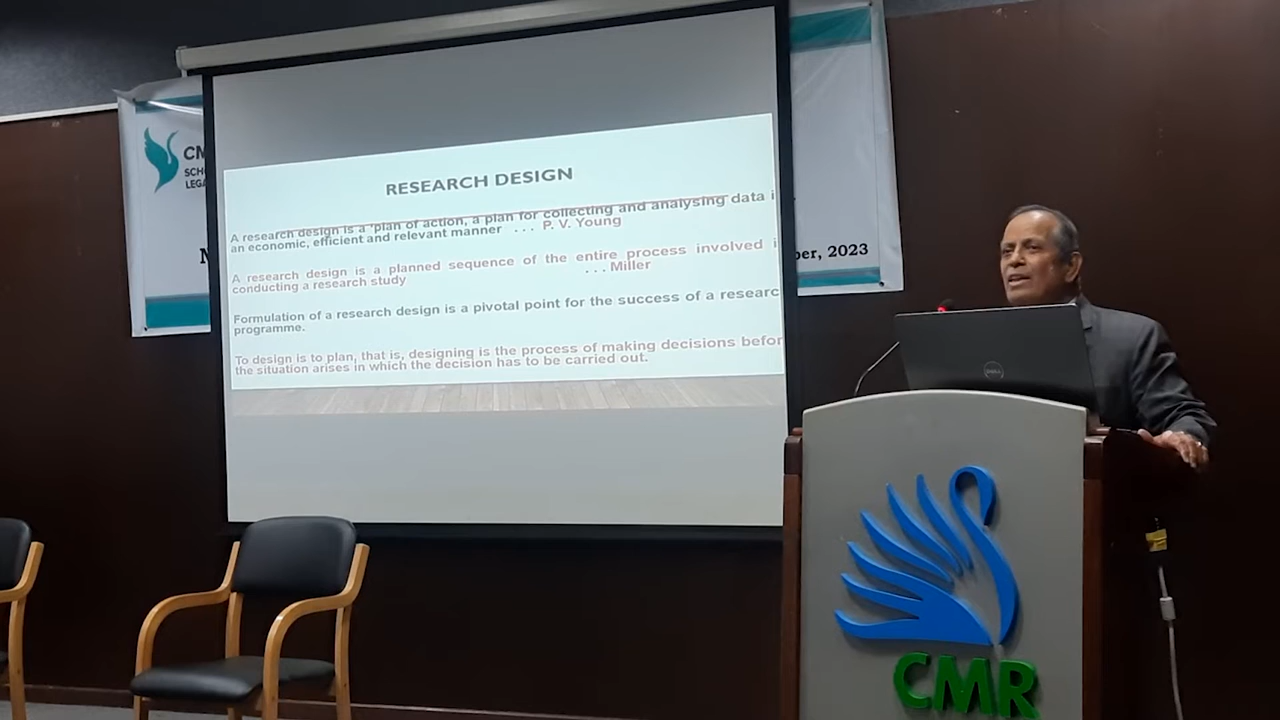 CM
SCHO
LEGA
ber, 2023
RESEARCH DESIGN
A research design is a 'plan of action, a plan for collecting and analysing data i
an economic, efficient and relevant manner ... P. V. Young
A research design is a planned sequence of the entire process involved i
conducting a research study ... Miller
Formulation of a research design is a pivotal point for the success of a researc
programme.
To design is to plan, that is, designing is the process of making decisions befor
the situation arises in which the decision has to be carried out.
DELL
CMR